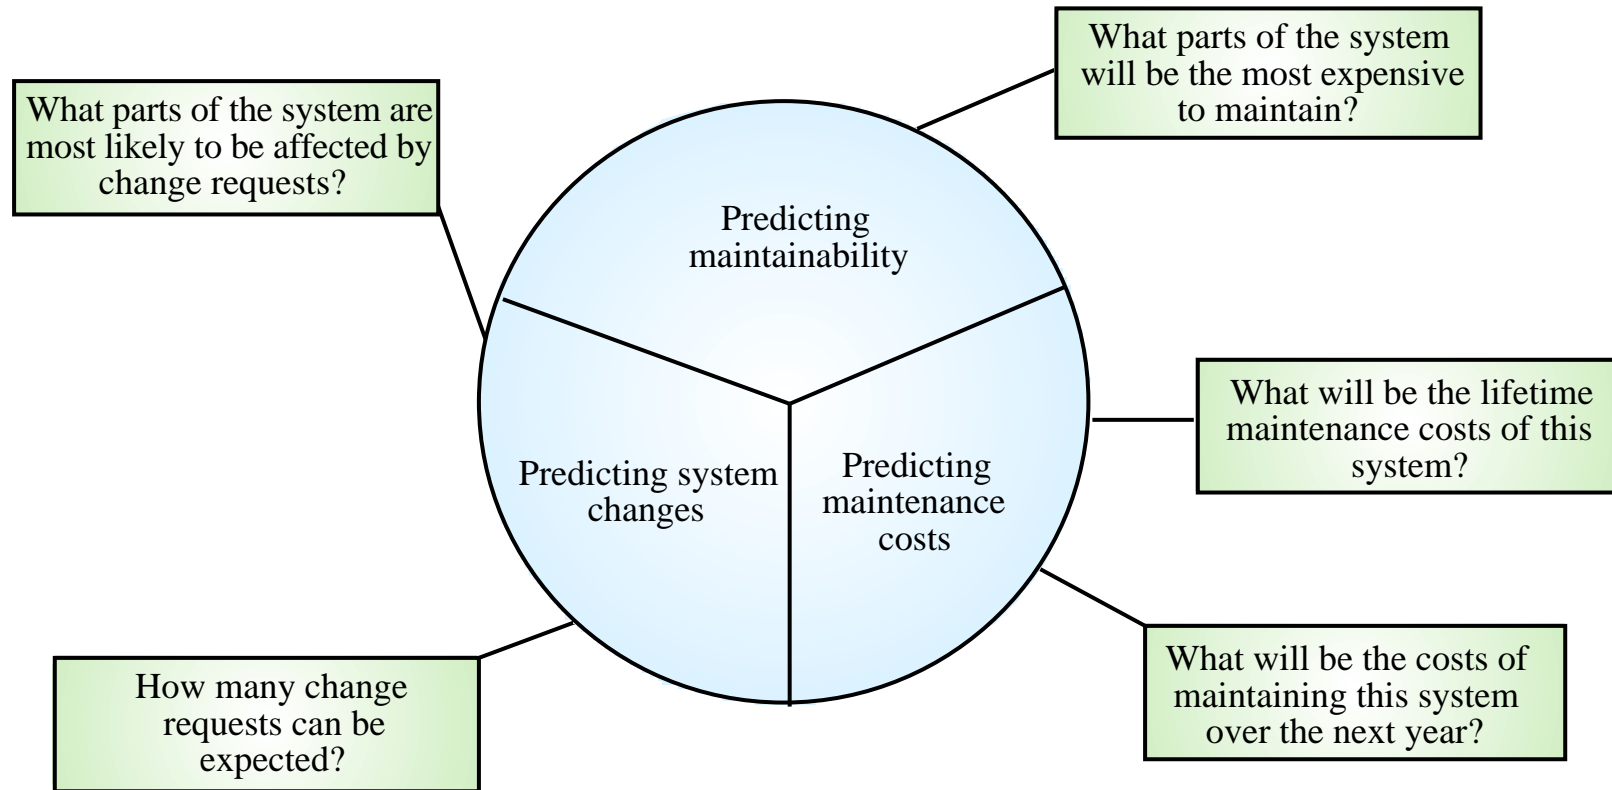 What parts of the system
will be the most expensive
to maintain?
What parts of the system are
most likely to be affected by
change requests?
Predicting
maintainability
What will be the lifetime
maintenance costs of this
system?
Predicting system
changes
Predicting
maintenance
costs
How many change
requests can be
expected?
What will be the costs of
maintaining this system
over the next year?